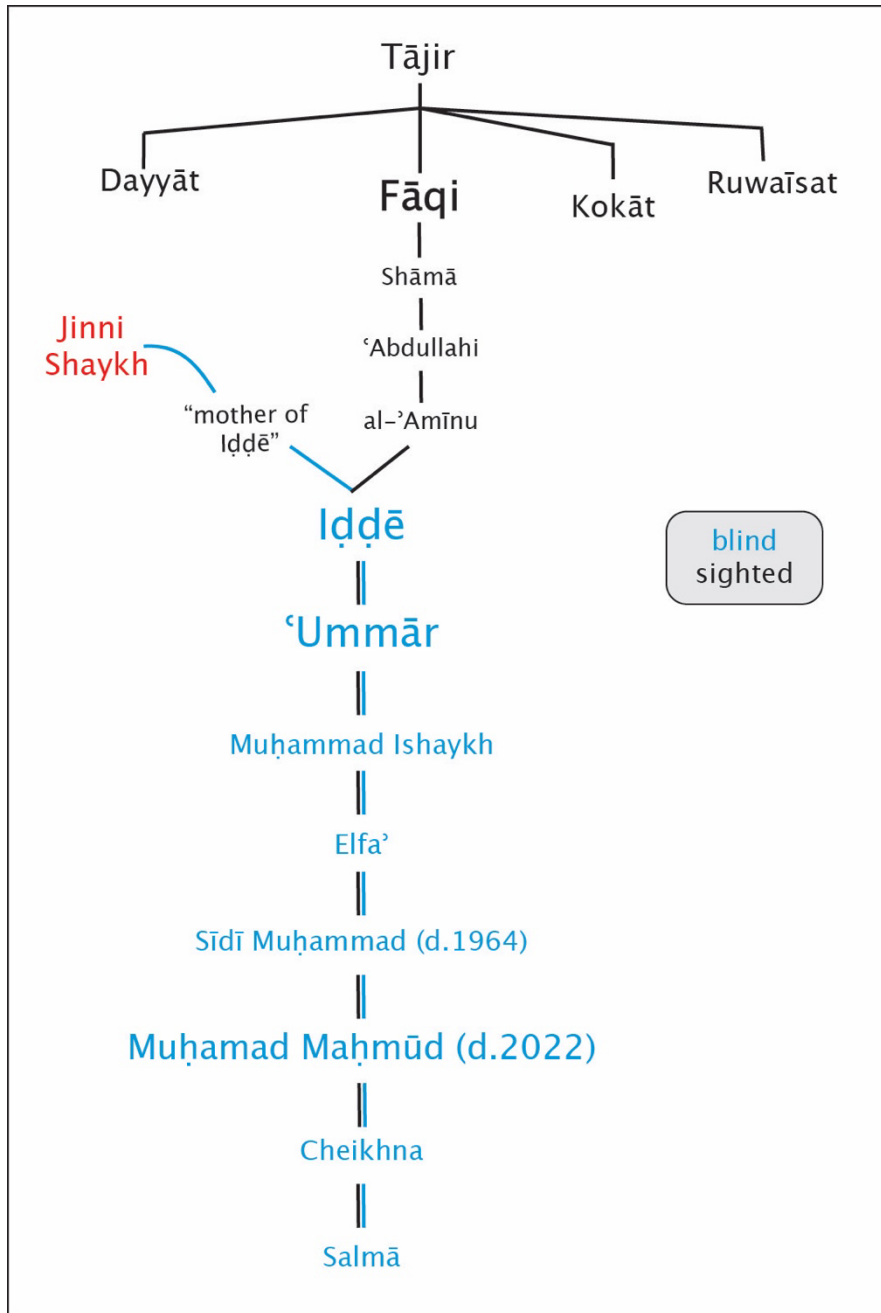 Tājir
Dayyāt
Fāqi
Kokāt
Ruwaīsat
Shāmā
ʿAbdullahi
Jinni
Shaykh
“mother of
Iḍḍē”
al-ʾAmīnu
Iḍḍē
blind
sighted
ʿUmmār
Muḥammad Ishaykh
Elfaʾ
Sīdī Muḥammad (d.1964)
Muḥamad Maḥmūd (d.2022)
Cheikhna
Salmā